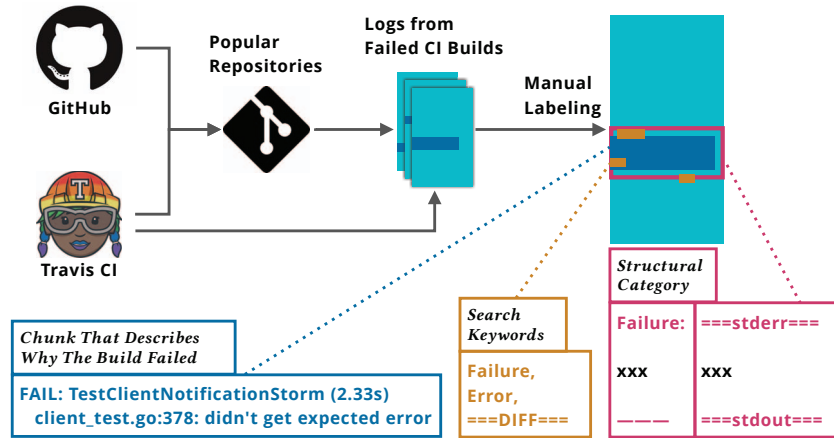 GitHub
Popular
Repositories
Logs from
Failed CI Builds
Manual
Labeling
T
Travis CI
Chunk That Describes
Why The Build Failed
FAIL: TestClientNotificationStorm (2.33s)
client_test.go:378: didn't get expected error
Search
Keywords
Failure,
Error,
===DIFF===
Structural
Category
Failure:
xxx
———
===stderr===
xxx
===stdout===